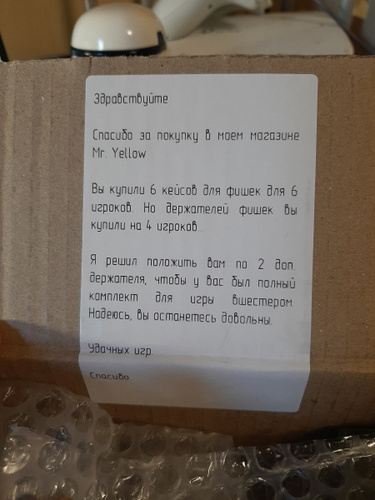 Здравствуйте
Спасибо за покупку в моем магазине
Mr. Yellow
Вы купили 6 кейсов для фишек для 6
игроков. Но держателей фишек вы
купили на 4 игроков.
Я решил положить вам по 2 доп.
держателя, чтобы у вас был полный
комплект для игры вшестером.
Надеюсь, вы останетесь довольны.
Удачных игр.
Спасибо